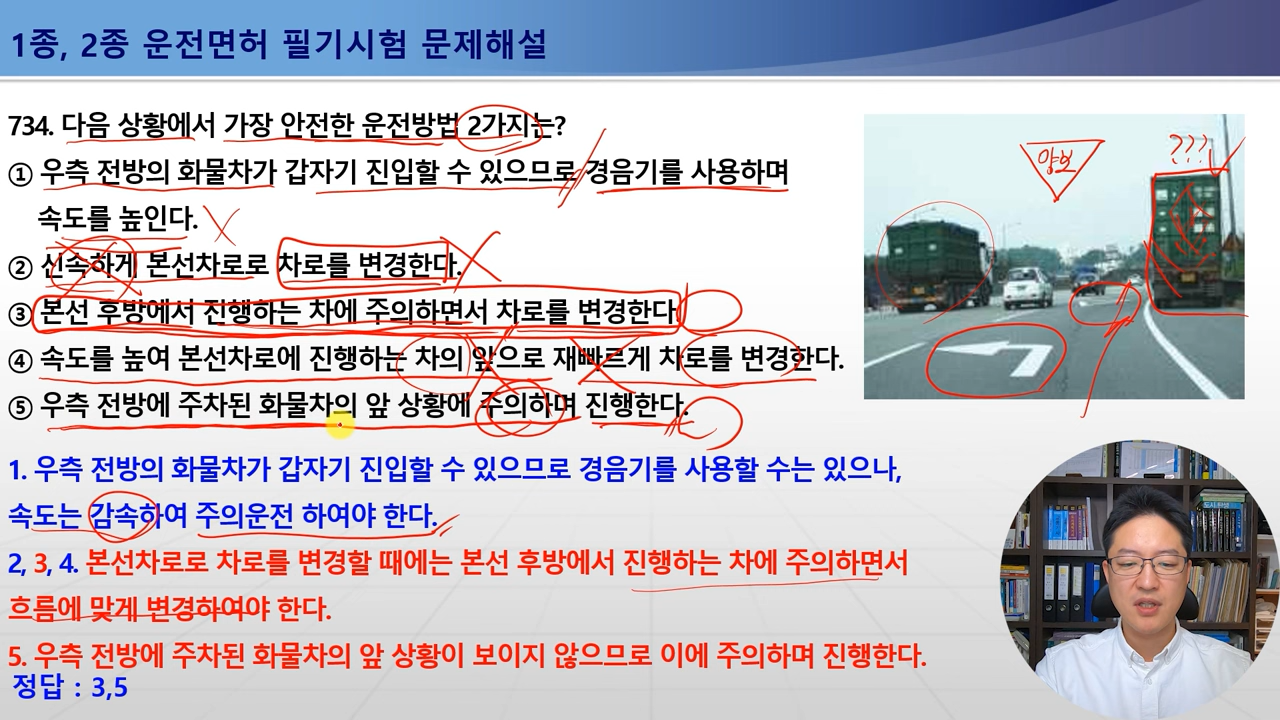 1종, 2종 운전면허 필기시험 문제해설
734. 다음 상황에서 가장 안전한 운전방법 2가지는?
① 우측 전방의 화물차가 갑자기 진입할 수 있으므로 경음기를 사용하며
속도를 높인다.
② 신속하게 본선차로로 차로를 변경한다.
③ 본선 후방에서 진행하는 차에 주의하면서 차로를 변경한다
④ 속도를 높여 본선차로에 진행하는 차의 앞으로 재빠르게 차로를 변경한다.
⑤ 우측 전방에 주차된 화물차의 앞 상황에 주의하며 진행한다.
양보
???
1. 우측 전방의 화물차가 갑자기 진입할 수 있으므로 경음기를 사용할 수는 있으나,
속도는 감속하여 주의운전 하여야 한다.
2, 3, 4. 본선차로로 차로를 변경할 때에는 본선 후방에서 진행하는 차에 주의하면서
흐름에 맞게 변경하여야 한다.
5. 우측 전방에 주차된 화물차의 앞 상황이 보이지 않으므로 이에 주의하며 진행한다.
정답 : 3,5